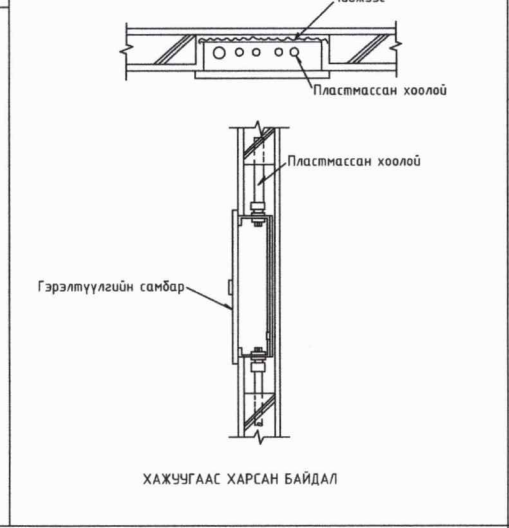 Пластмассан хоолой
Пластмассан хоолой
Гэрэлтүүлгийн самбар
ХАЖУУГААС ХАРСАН БАЙДАЛ